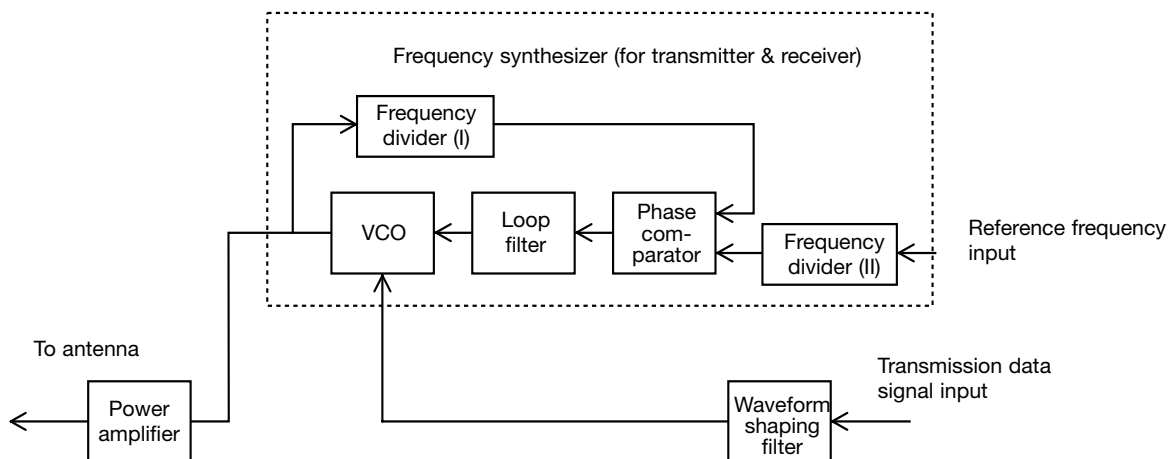 Frequency synthesizer (for transmitter & receiver)
Frequency
divider (I)
VCO
Loop
filter
Phase
com-
parator
Frequency
divider (II)
Reference frequency
input
To antenna
Power
amplifier
Waveform
shaping
filter
Transmission data
signal input